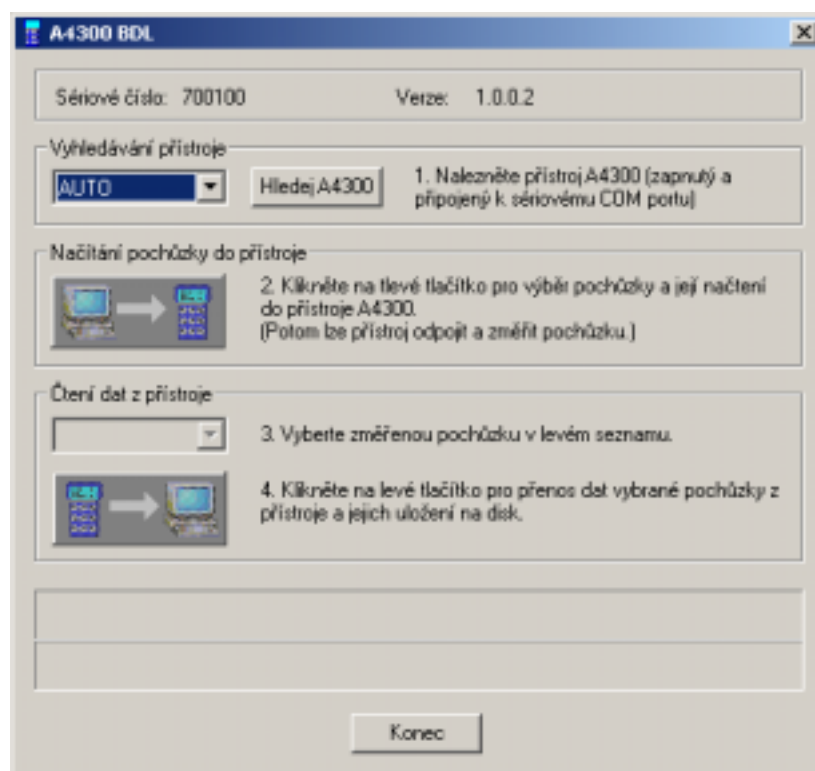 A4300 BDL
Sériové číslo: 700100 Verze: 1.0.0.2
Vyhledávání přístroje
AUTO
Hledej A4300
1. Nalezněte přístroj A4300 (zapnutý a
připojený k sériovému COM portu)
Načítání pochůzky do přístroje
2. Klikněte na tlevé tlačítko pro výběr pochůzky a její načtení
do přístroje A4300.
(Potom lze přístroj odpojit a změřit pochůzku.)
Čtení dat z přístroje
3. Vyberte změřenou pochůzku v levém seznamu.
4. Klikněte na levé tlačítko pro přenos dat vybrané pochůzky z
přístroje a jejich uložení na disk.
Konec